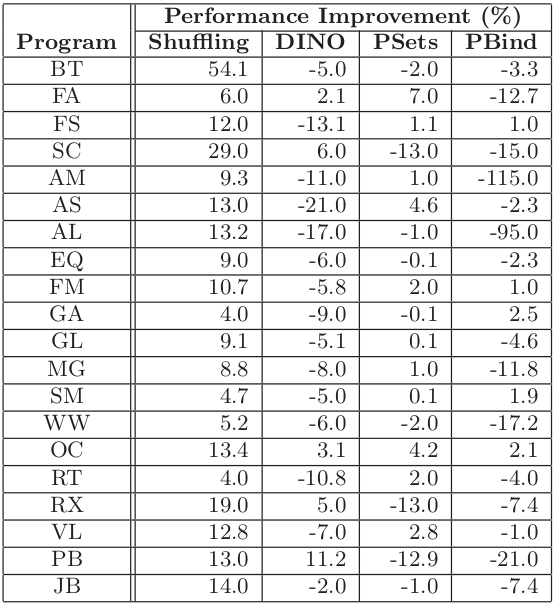 Performance Improvement (%)
Program Shuffling DINO PSets PBind
BT 54.1 -5.0 -2.0 -3.3
FA 6.0 2.1 7.0 -12.7
FS 12.0 -13.1 1.1 1.0
SC 29.0 6.0 -13.0 -15.0
AM 9.3 -11.0 1.0 -115.0
AS 13.0 -21.0 4.6 -2.3
AL 13.2 -17.0 -1.0 -95.0
EQ 9.0 -6.0 -0.1 -2.3
FM 10.7 -5.8 2.0 1.0
GA 4.0 -9.0 -0.1 2.5
GL 9.1 -5.1 0.1 -4.6
MG 8.8 -8.0 1.0 -11.8
SM 4.7 -5.0 0.1 1.9
WW 5.2 -6.0 -2.0 -17.2
OC 13.4 3.1 4.2 2.1
RT 4.0 -10.8 2.0 -4.0
RX 19.0 5.0 -13.0 -7.4
VL 12.8 -7.0 2.8 -1.0
PB 13.0 11.2 -12.9 -21.0
JB 14.0 -2.0 -1.0 -7.4